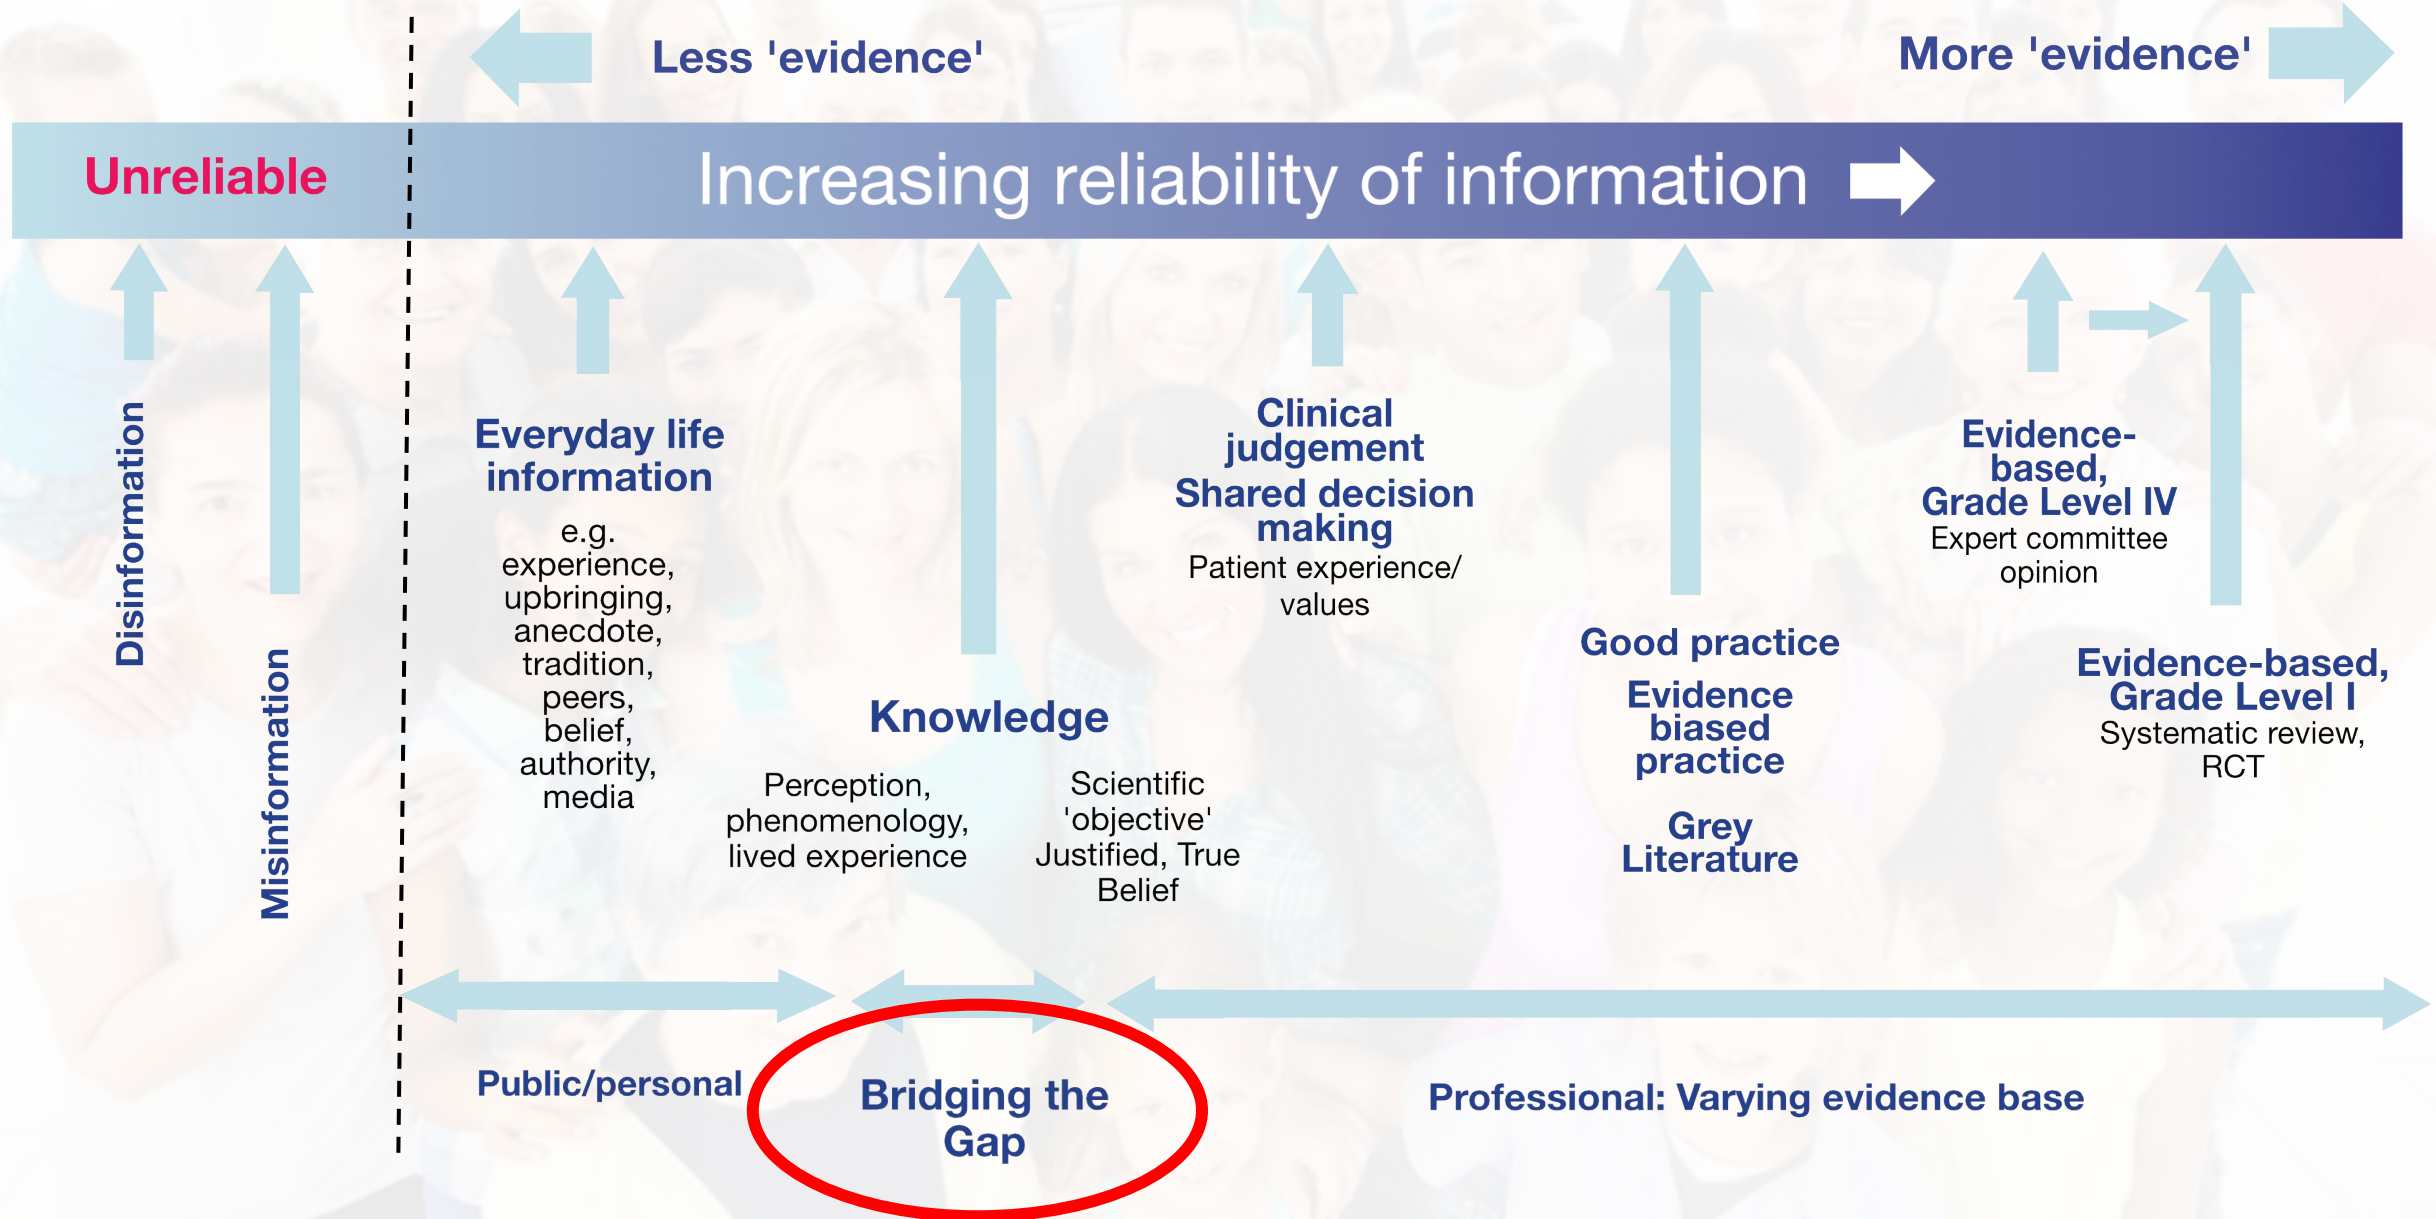 Less 'evidence'
More 'evidence'
Unreliable
Increasing reliability of information
Disinformation
Misinformation
Everyday life
information
e.g.
experience,
upbringing,
anecdote,
tradition,
peers,
belief,
authority,
media
Knowledge
Perception,
phenomenology,
lived experience
Scientific
'objective'
Justified, True
Belief
Clinical
judgement
Shared decision
making
Patient experience/
values
Good practice
Evidence
biased
practice
Grey
Literature
Evidence-
based,
Grade Level IV
Expert committee
opinion
Evidence-based,
Grade Level I
Systematic review,
RCT
Public/personal
Bridging the
Gap
Professional: Varying evidence base